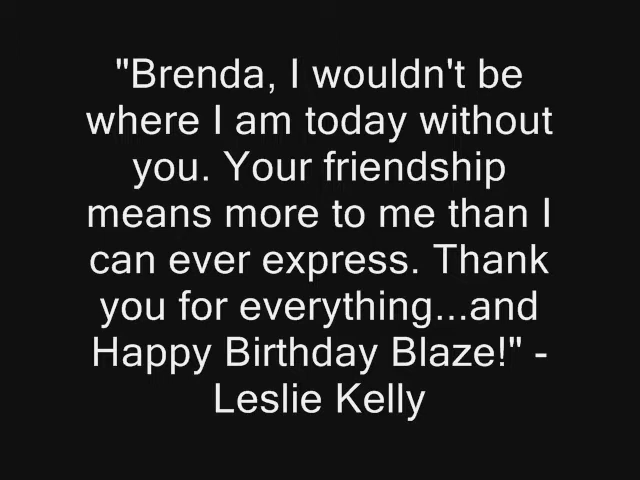 "Brenda, I wouldn't be
where I am today without
you. Your friendship
means more to me than I
can ever express. Thank
you for everything...and
Happy Birthday Blaze!" -
Leslie Kelly